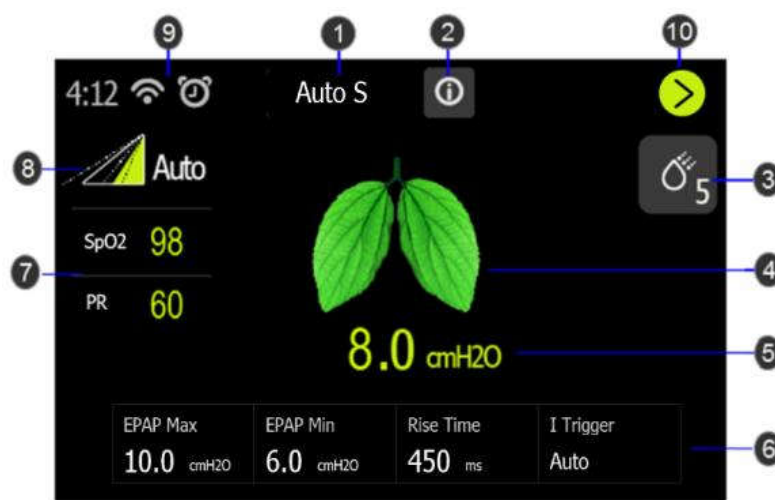 9 1 2 10
4:12 Auto S
8 Auto
5 3
SpO2 98
7
4
PR 60
8.0 cmH2O 5
EPAP Max EPAP Min Rise Time I Trigger
10.0 cmH2O 6.0 cmH2O 450 ms Auto 6